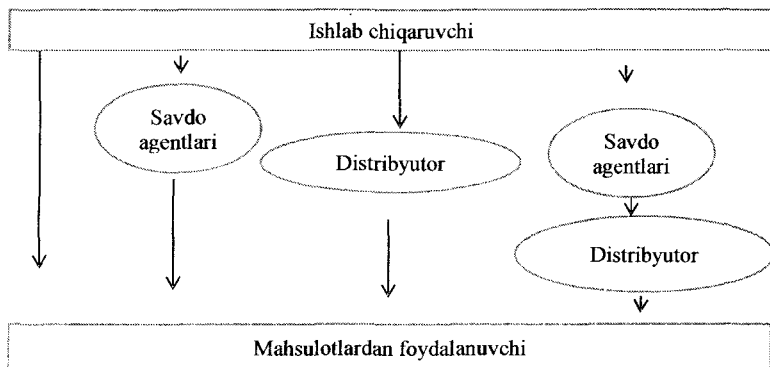 Ishlab chiqaruvchi
Savdo
agentlari
Distribyutor
Savdo
agentlari
Distribyutor
Mahsulotlardan foydalanuvchi